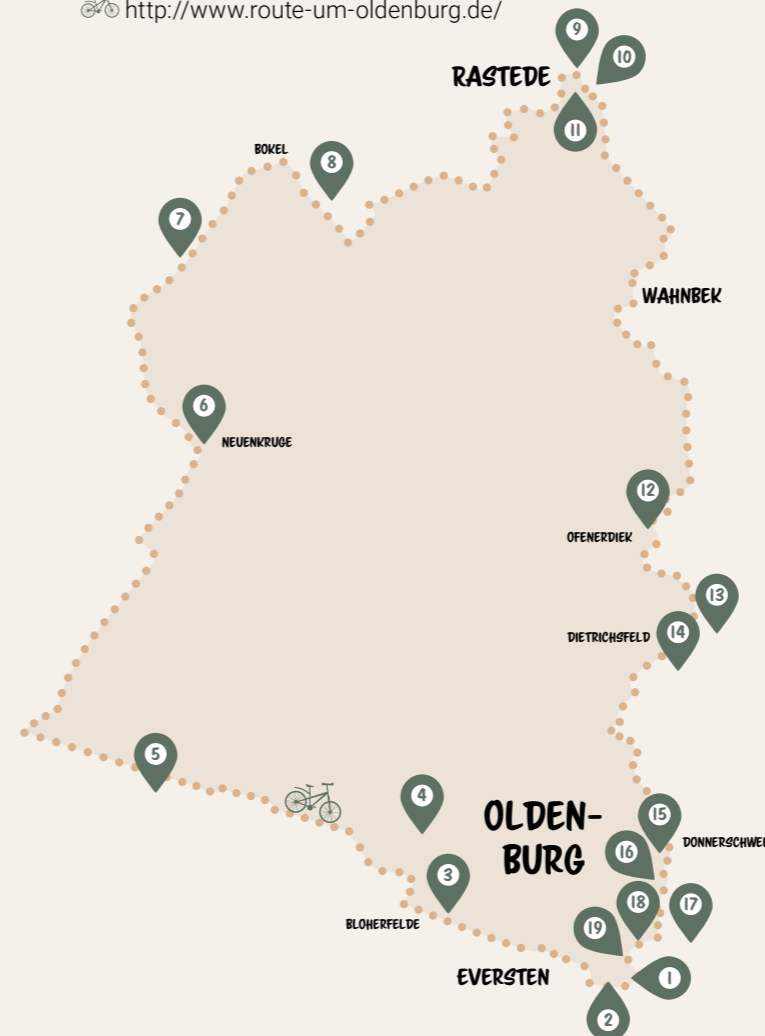 http://www.route-um-oldenburg.de/
9
10
RASTEDE
11
BOKEL
8
7
WAHNBEK
6
NEUENKRUGE
12
OFENERDIEK
13
14
DIETRICHSFELD
5
4
OLDEN-
BURG
15
DONNERSCHWE
16
3
18
17
BLOHERFELDE
19
EVERSTEN
1
2